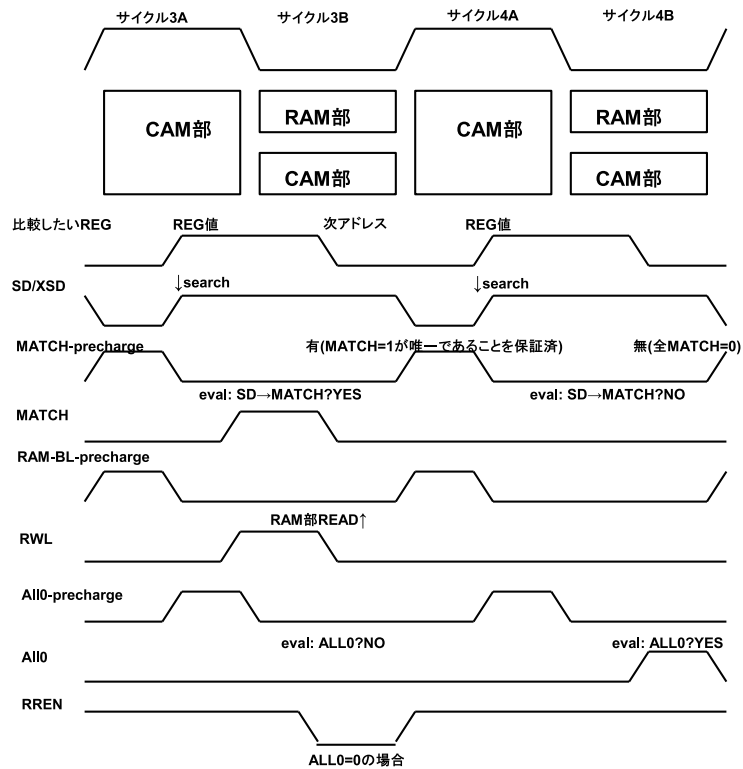 サイクル3A サイクル3B サイクル4A サイクル4B
CAM部 RAM部 CAM部 RAM部
CAM部 CAM部
比較したいREG REG値 次アドレス REG値
SD/XSD ↓search ↓search
MATCH-precharge 有(MATCH=1が唯一であることを保証済) 無(全MATCH=0)
eval: SD→MATCH?YES eval: SD→MATCH?NO
MATCH
RAM-BL-precharge
RAM部READ↑
RWL
All0-precharge
eval: ALL0?NO eval: ALL0?YES
All0
RREN
ALL0=0の場合